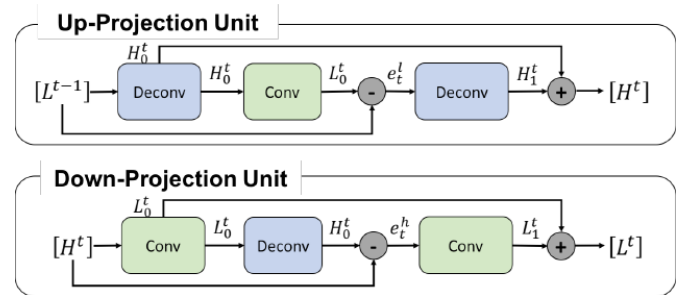 Up-Projection Unit
H_0^t
[L^{t-1}] Deconv H_0^t Conv L_0^t - e_t^l Deconv H_1^t + [H^t]
Down-Projection Unit
L_0^t
[H^t] Conv L_0^t Deconv H_0^t - e_t^h Conv L_1^t + [L^t]